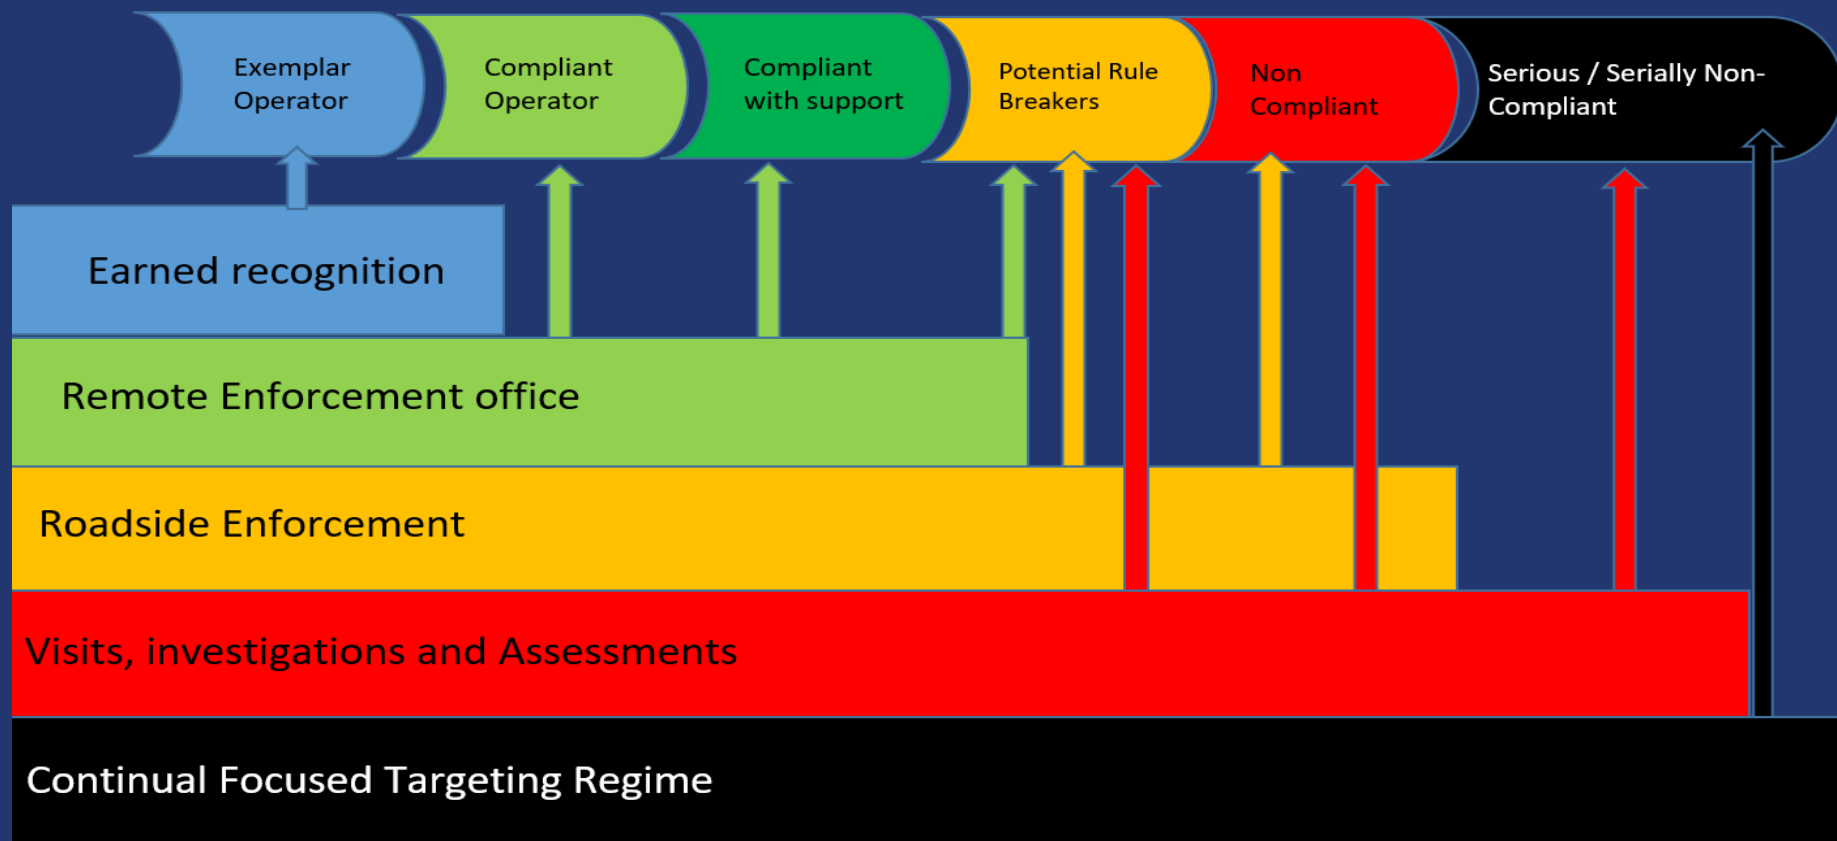 Exemplar
Operator
Compliant
Operator
Compliant
with support
Potential Rule
Breakers
Non
Compliant
Serious / Serially Non-
Compliant
Earned recognition
Remote Enforcement office
Roadside Enforcement
Visits, investigations and Assessments
Continual Focused Targeting Regime